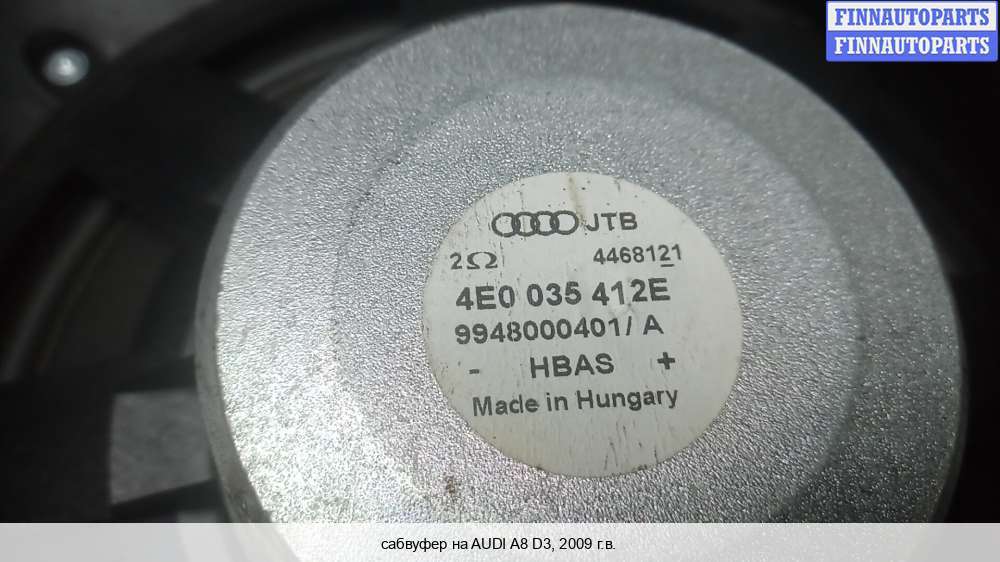 FINNAUTOPARTS
FINNAUTOPARTS
JTB
2Ω 4468121
4E0 035 412E
9948000401/ A
- HBAS +
Made in Hungary
сабвуфер на AUDI A8 D3, 2009 г.в.